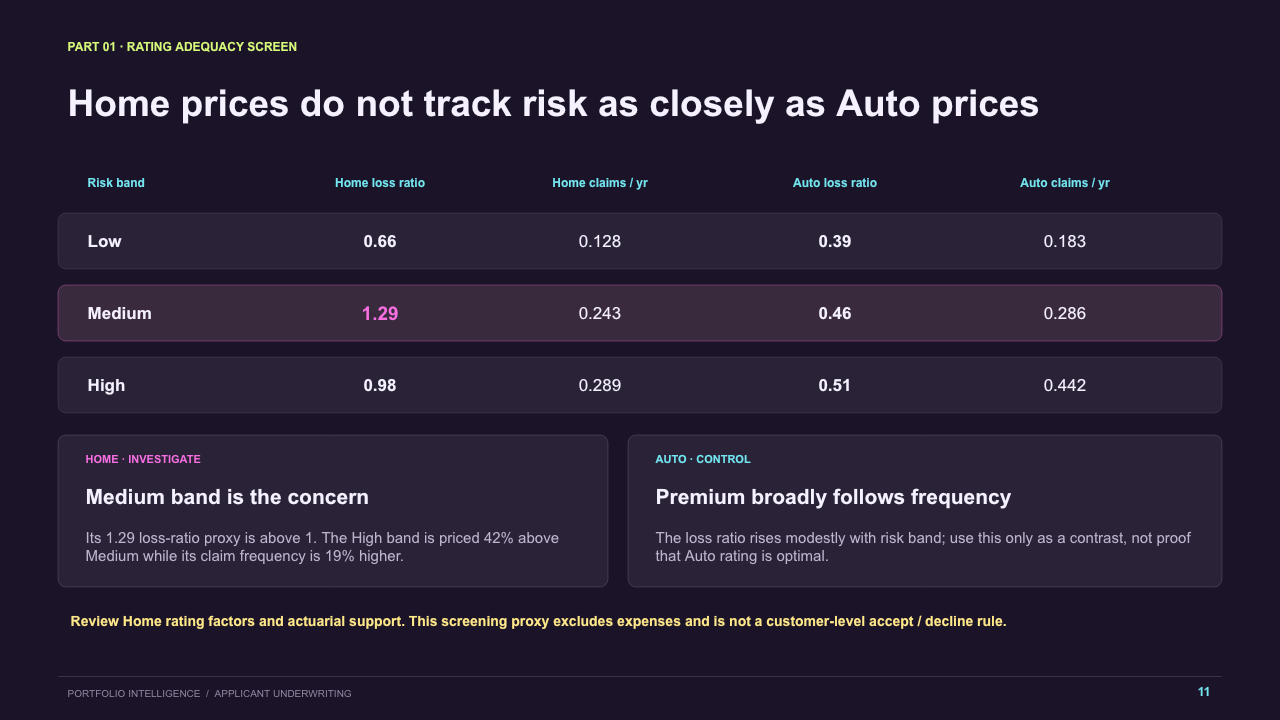 PART 01 · RATING ADEQUACY SCREEN
Home prices do not track risk as closely as Auto prices
Risk band Home loss ratio Home claims / yr Auto loss ratio Auto claims / yr
Low 0.66 0.128 0.39 0.183
Medium 1.29 0.243 0.46 0.286
High 0.98 0.289 0.51 0.442
HOME · INVESTIGATE
Medium band is the concern
Its 1.29 loss-ratio proxy is above 1. The High band is priced 42% above
Medium while its claim frequency is 19% higher.
AUTO · CONTROL
Premium broadly follows frequency
The loss ratio rises modestly with risk band; use this only as a contrast, not proof
that Auto rating is optimal.
Review Home rating factors and actuarial support. This screening proxy excludes expenses and is not a customer-level accept / decline rule.
PORTFOLIO INTELLIGENCE / APPLICANT UNDERWRITING
11